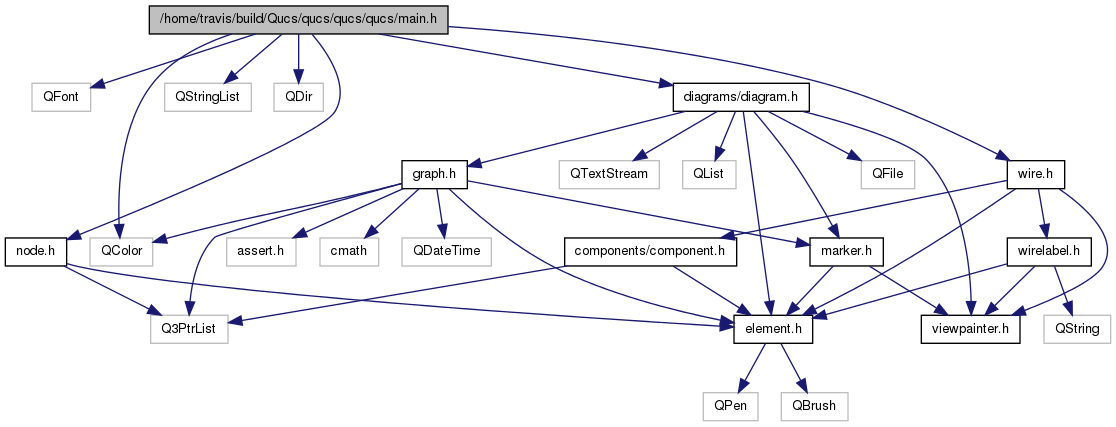 /home/travis/build/Qucs/qucs/qucs/qucs/main.h
QFont
QStringList
QDir
diagrams/diagram.h
graph.h
QTextStream
QList
QFile
wire.h
node.h
QColor
assert.h
cmath
QDateTime
components/component.h
marker.h
wirelabel.h
Q3PtrList
element.h
viewpainter.h
QString
QPen
QBrush